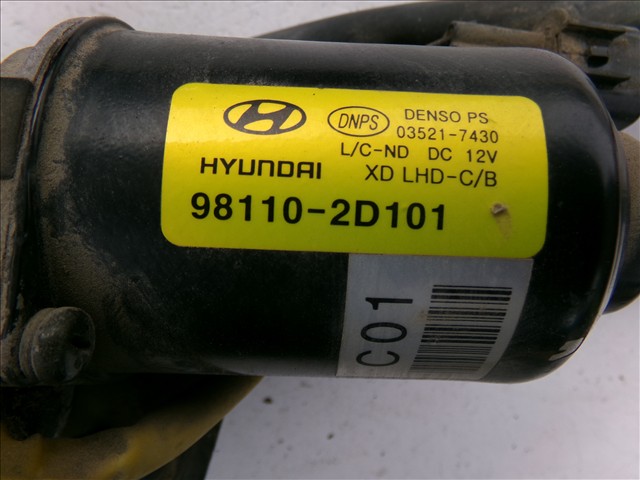 DNPS DENSO PS
03521-7430
L/C-ND DC 12V
HYUNDAI XD LHD-C/B
98110-2D101
C01